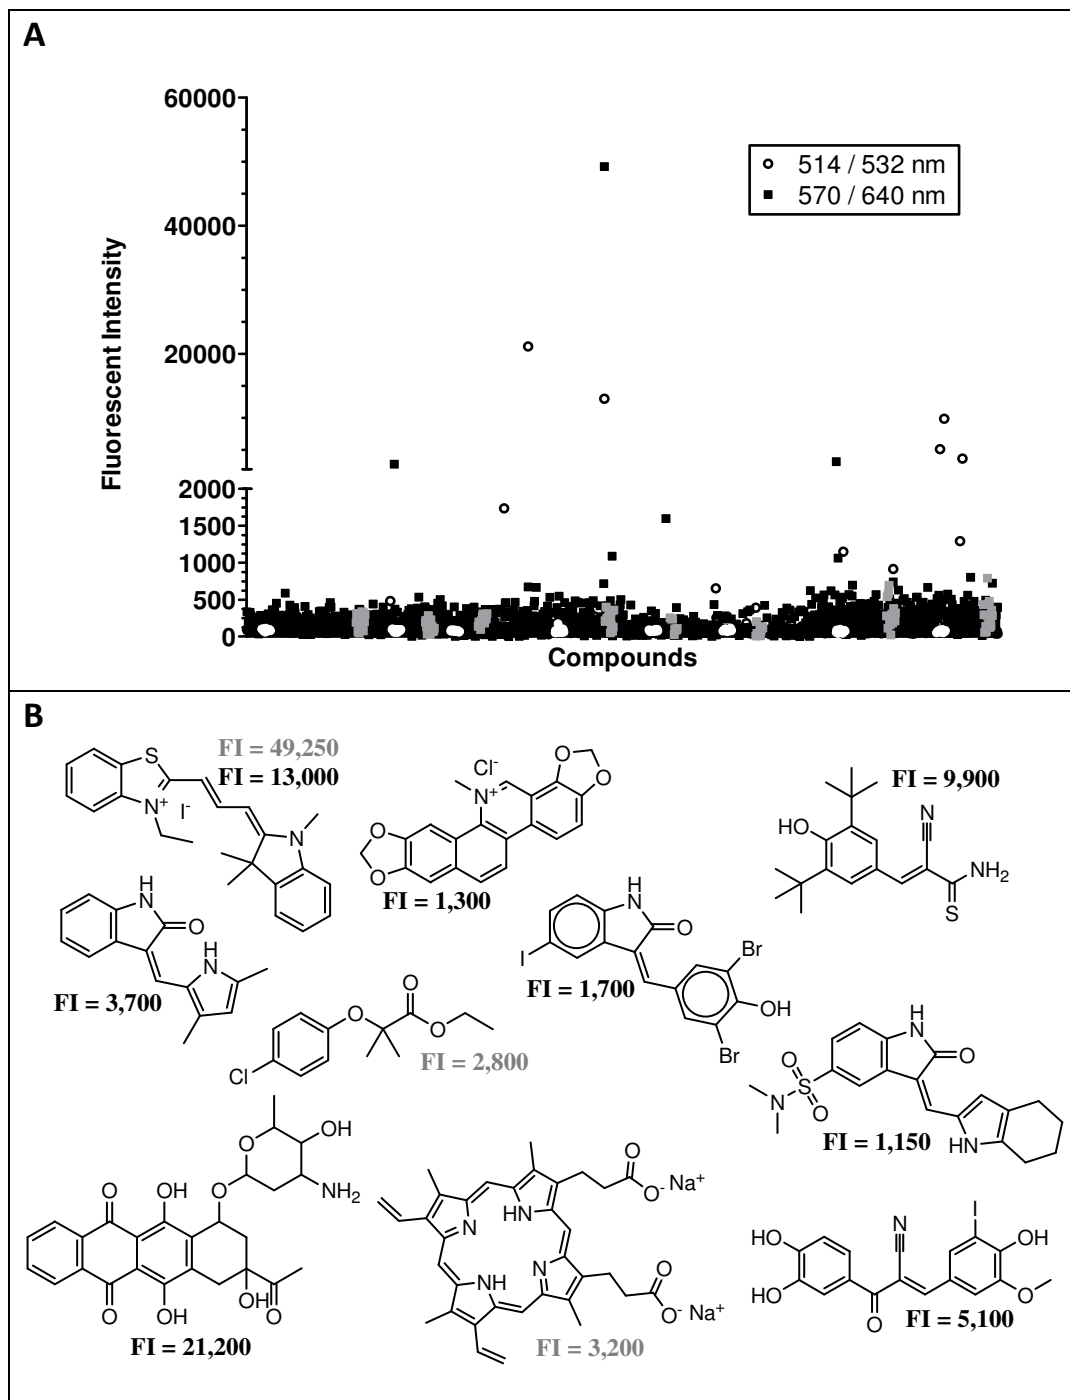 A
60000
40000
20000
2000
1500
1000
500
0
Fluorescent Intensity
514 / 532 nm
570 / 640 nm
Compounds
B
S
N+
I-
N
FI = 49,250
FI = 13,000
Cl-
N+
O
O
O
O
FI = 1,300
FI = 9,900
HO
N
NH2
S
H
N
O
H
N
FI = 3,700
H
N
O
I
Br
OH
Br
FI = 1,700
O
O
O
Cl
FI = 2,800
H
N
O
O
S
O
N
HN
FI = 1,150
O
OH
NH2
O
O
OH
O
OH
OH
O
FI = 21,200
N
HN
NH
N
O
O- Na+
O
O- Na+
FI = 3,200
HO
HO
O
N
I
OH
O
FI = 5,100